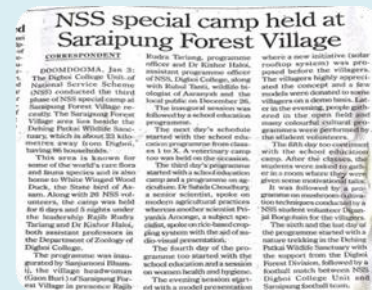 NSS special camp held at
Saraipung Forest Village
CORRESPONDENT
DOOMDOOMA, Jan 3:
The Digboi College Unit of
National Service Scheme
(NSS) conducted the third
phase of NSS special camp at
Saraipung Forest Village re-
cently. The Saraipung Forest
Village area lies beside the
Dehing Patkai Wildlife Sanc-
tuary, which is about 23 kilo-
metres away from Digboi,
having 86 households.
This area is known for
some of the world's rare flora
and fauna species and is also
home to White Winged Wood
Duck, the State bird of As-
sam. Along with 26 NSS vol-
unteers, the camp was held
for 6 days and 5 nights under
the leadership Rajib Rudra
Tariang and Dr Kishor Haloi,
both assistant professors in
the Department of Zoology of
Digboi College.
The programme was inau-
gurated by
the village headwoman
(Gaon Bura) of Saraipung For-
est Village in presence Rajib
Rudra Tariang, programme
officer and Dr Kishor Haloi,
assistant programme officer
of NSS, Digboi College, along
with Rubul Tanti, wildlife bi-
ologist of Aaranyak and the
local public on December 26.
The inaugural session was
followed by a school education
programme.
The next day's schedule
started with the school edu-
cation programme from class-
es I to X. A veterinary camp
too was held on the occasion.
The third day's programme
started with a school education
camp and a programme on ag-
riculture. Dr Sabela Choudhury,
a senior scientist, spoke on
modern agricultural practices
whereas another scientist Pra-
yanka Amonge, a subject spe-
cialist, spoke on rice-based crop-
ping system with the aid of au-
dio-visual presentation.
The fourth day of the pro-
gramme too started with the
school education and a session
on women health and hygiene.
The evening session start-
ed with a model presentation
where a new initiative (solar
rooftop system) was pro-
posed before the villagers.
The villagers highly appreci-
ated the concept and a few
models were donated to some
villagers on a demo basis. Lat-
er in the evening, people gath-
ered in the open field and
many colourful cultural pro-
grammes were performed by
the student volunteers.
The fifth day too continued
with the school education
camp. After the classes, the
students were asked to gath-
er in a room where they were
given some motivational talks.
It was followed by a pro-
gramme on mushroom cultiva-
tion techniques conducted by
NSS student volunteer
Borgohain for the villagers.
The sixth and the last day of
the programme started with a
nature trekking in the Dehing
Patkai Wildlife Sanctuary with
the support from the Digboi
Forest Division, followed by a
football match between NSS
Digboi College Unit and
Saraipung football team.